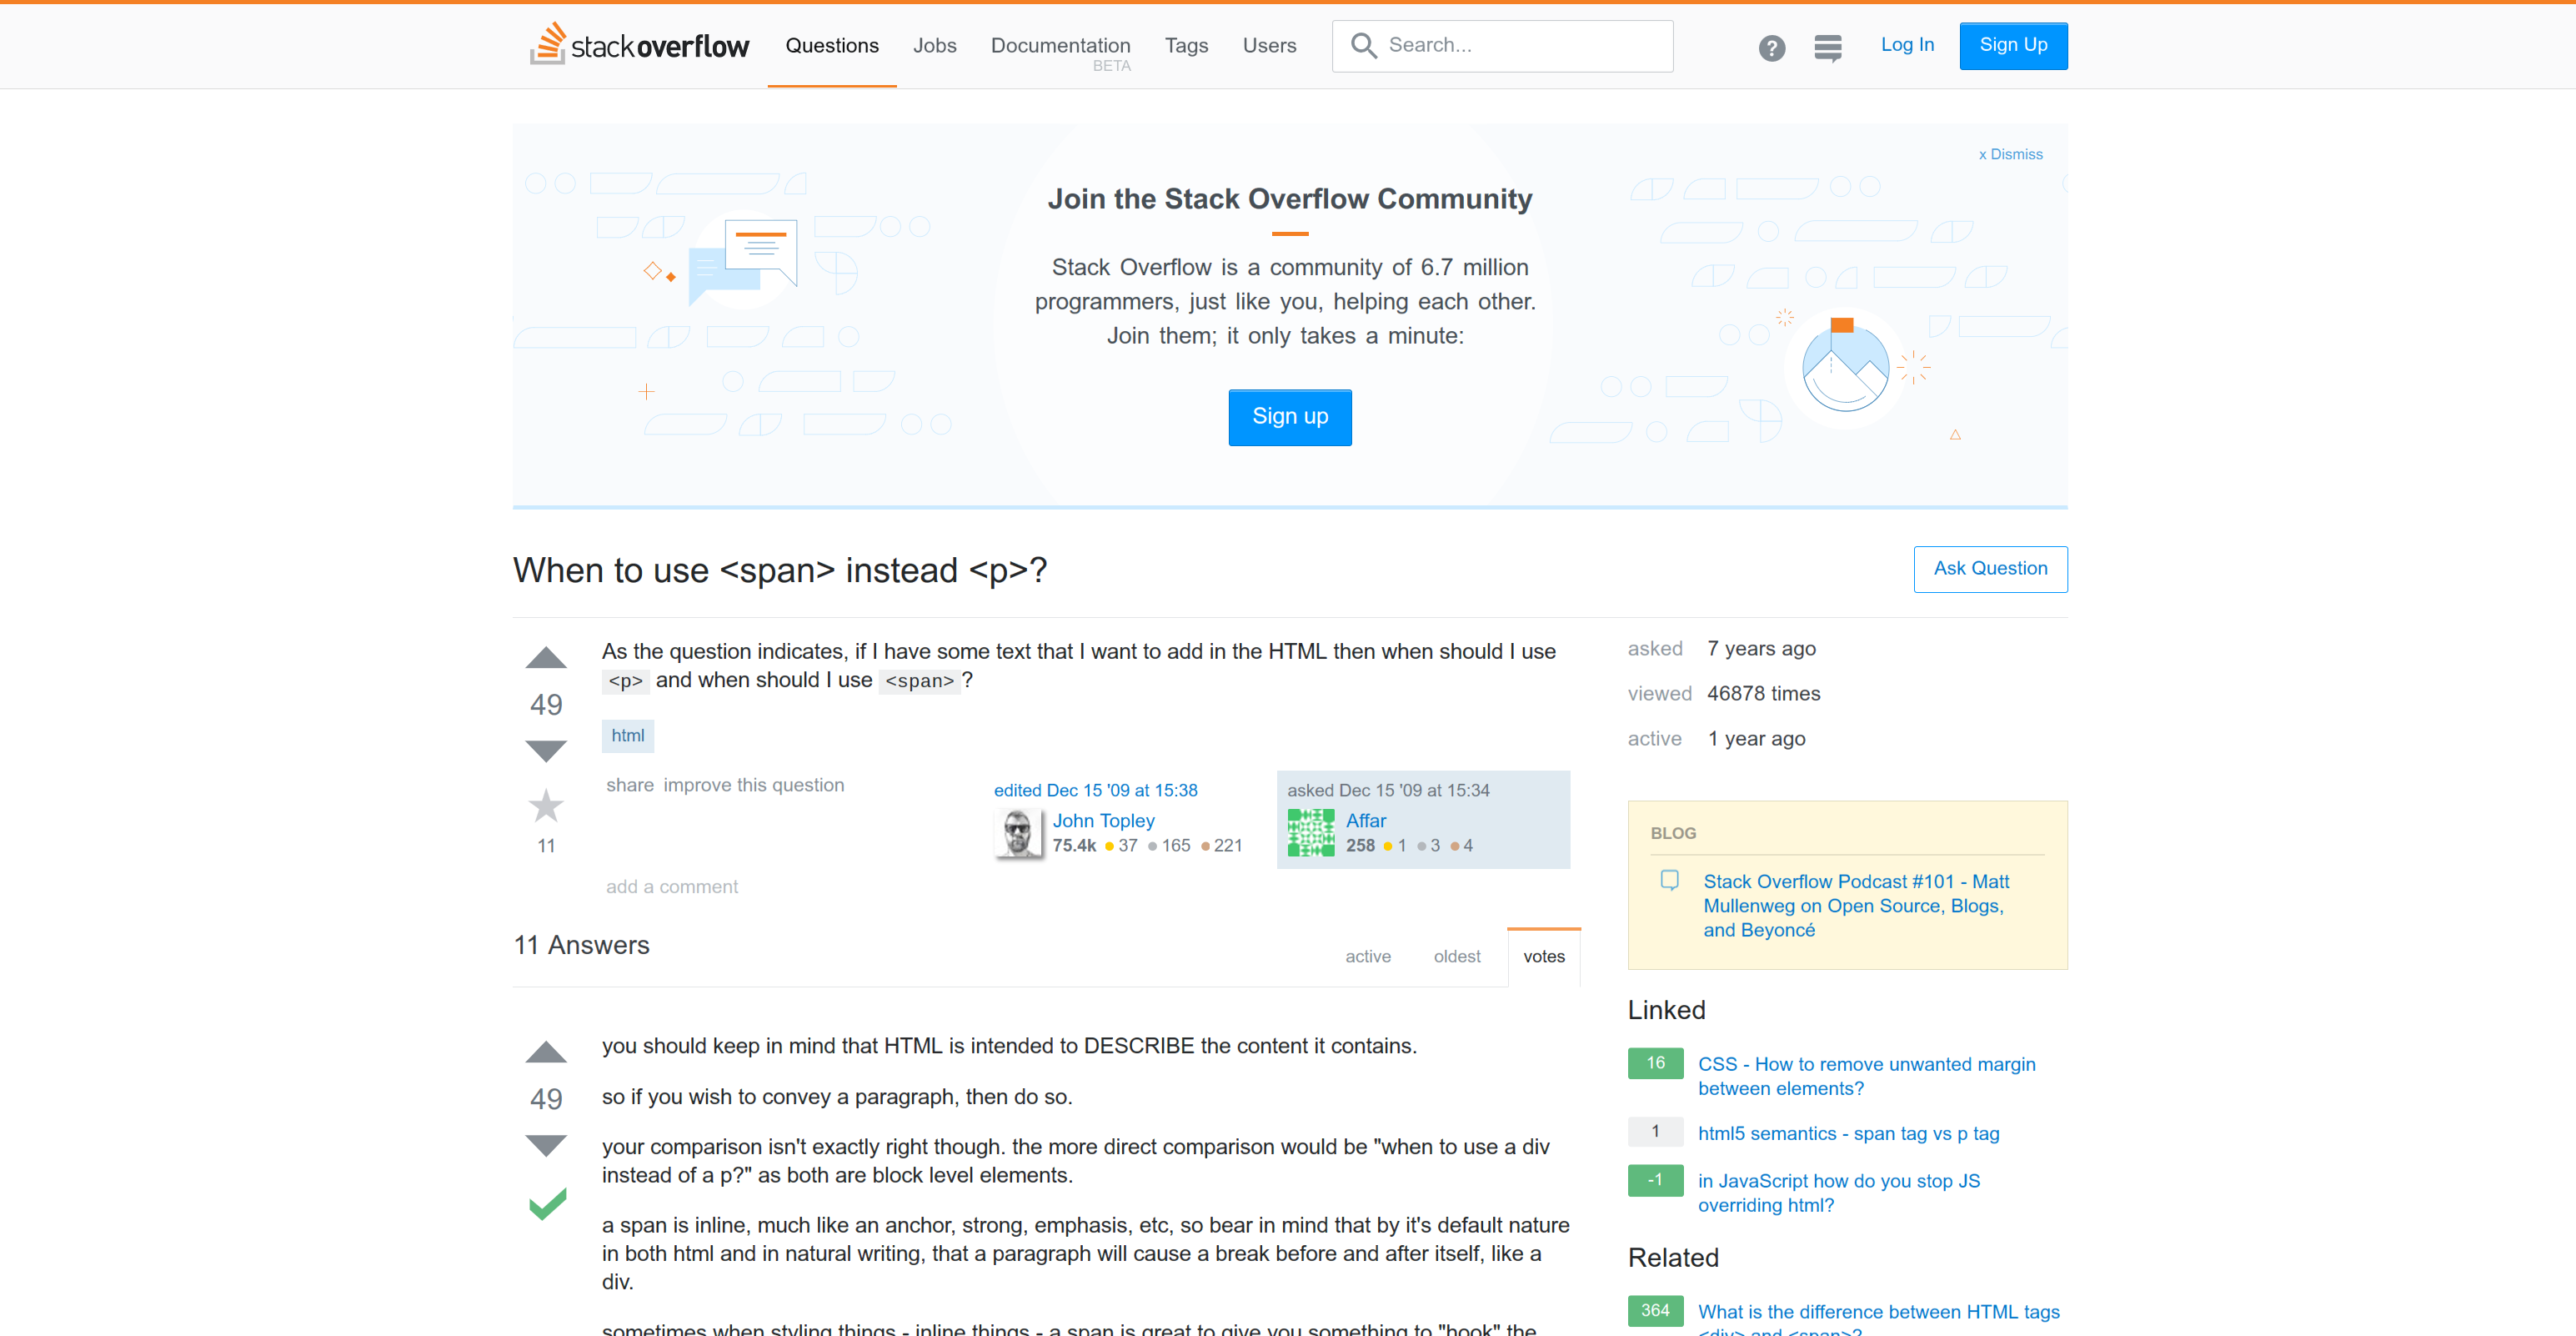 stackoverflow
Questions
Jobs
Documentation
BETA
Tags
Users
Search...
?
Log In
Sign Up
x Dismiss
Join the Stack Overflow Community
Stack Overflow is a community of 6.7 million
programmers, just like you, helping each other.
Join them; it only takes a minute:
Sign up
When to use <span> instead <p>?
Ask Question
49
As the question indicates, if I have some text that I want to add in the HTML then when should I use
<p> and when should I use <span> ?
html
share improve this question
edited Dec 15 '09 at 15:38
John Topley
75.4k 37 165 221
asked Dec 15 '09 at 15:34
Affar
258 1 3 4
11
add a comment
asked 7 years ago
viewed 46878 times
active 1 year ago
BLOG
Stack Overflow Podcast #101 - Matt
Mullenweg on Open Source, Blogs,
and Beyoncé
11 Answers
active
oldest
votes
49
you should keep in mind that HTML is intended to DESCRIBE the content it contains.
so if you wish to convey a paragraph, then do so.
your comparison isn't exactly right though. the more direct comparison would be "when to use a div
instead of a p?" as both are block level elements.
a span is inline, much like an anchor, strong, emphasis, etc, so bear in mind that by it's default nature
in both html and in natural writing, that a paragraph will cause a break before and after itself, like a
div.
sometimes when styling things - inline things - a span is great to give you something to "hook" the
Linked
16 CSS - How to remove unwanted margin
between elements?
1 html5 semantics - span tag vs p tag
-1 in JavaScript how do you stop JS
overriding html?
Related
364 What is the difference between HTML tags
<div> and <span>?